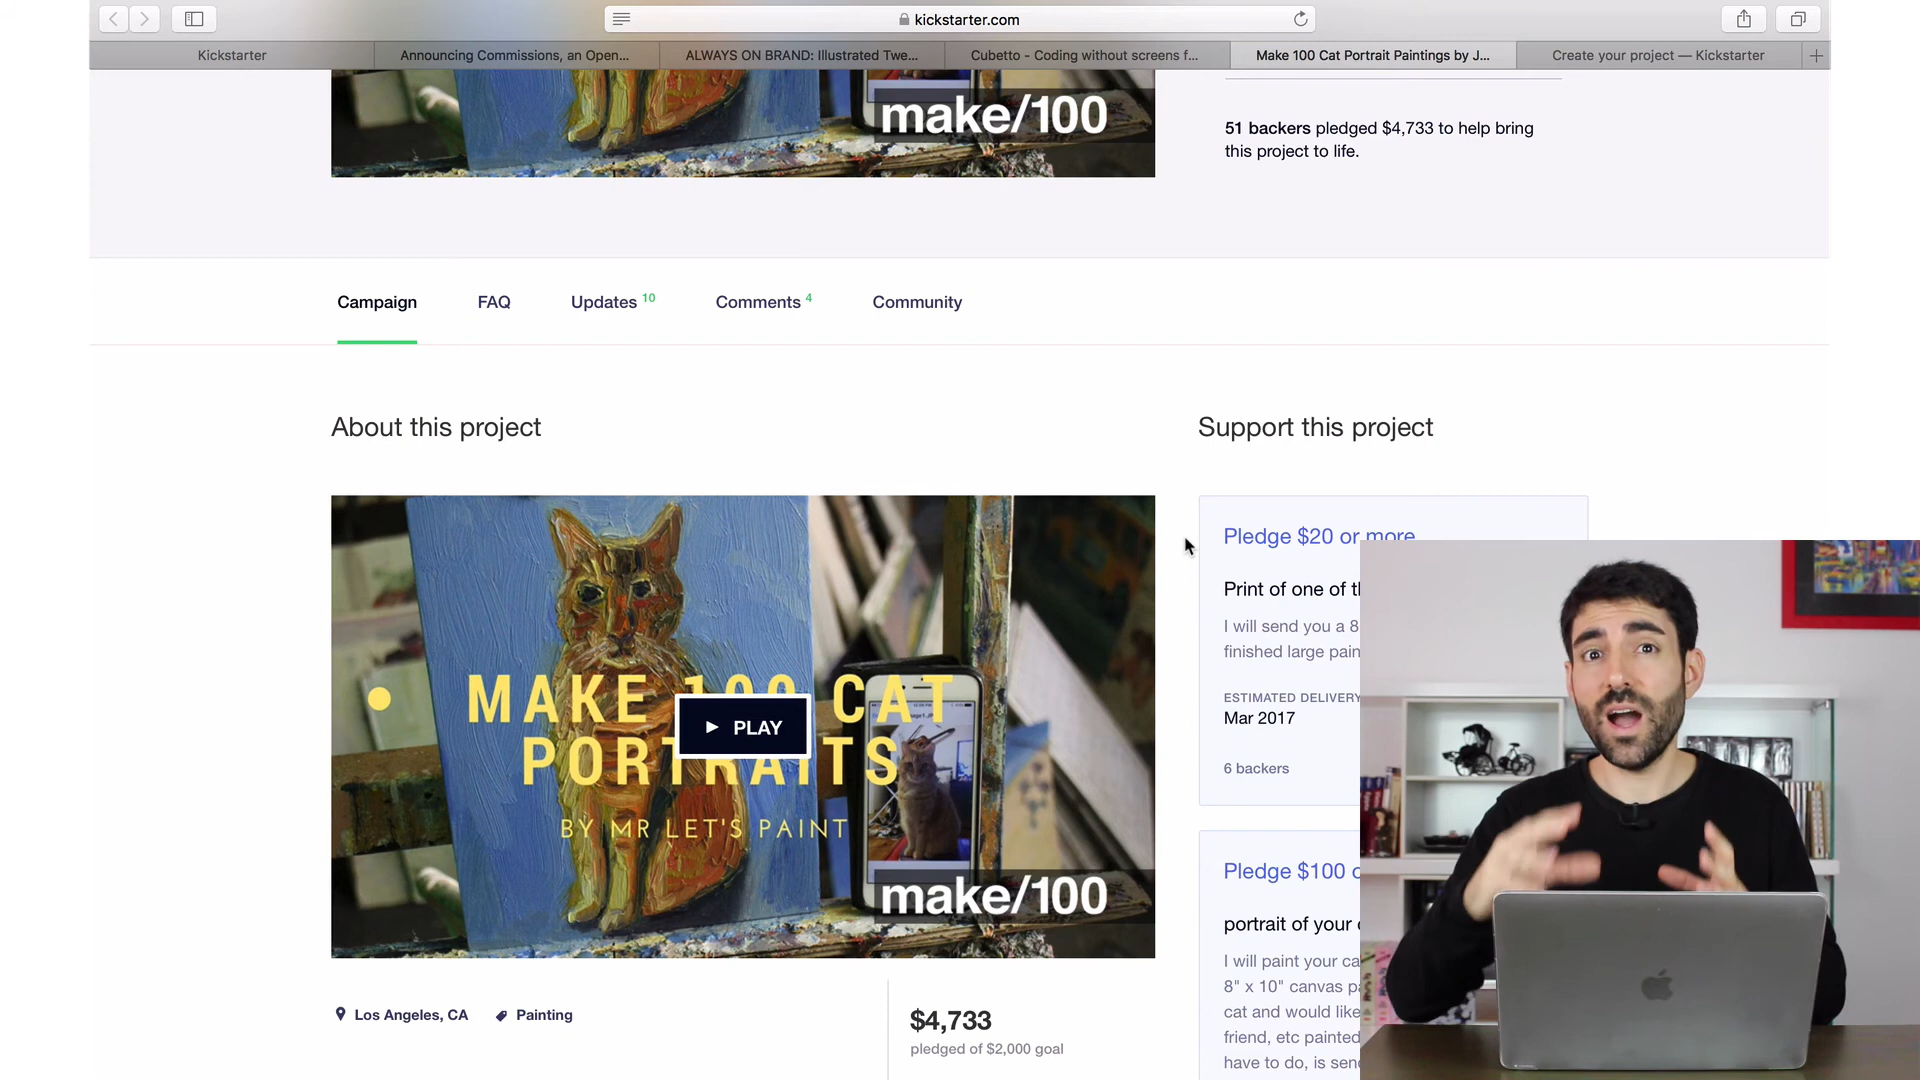 kickstarter.com
Kickstarter
Announcing Commissions, an Open...
ALWAYS ON BRAND: Illustrated Twe...
Cubetto - Coding without screens f...
Make 100 Cat Portrait Paintings by J...
Create your project — Kickstarter
make/100
51 backers pledged $4,733 to help bring
this project to life.
Campaign
FAQ
Updates 10
Comments 4
Community
About this project
Support this project
MAKE 100 CAT
PORTRAITS
PLAY
BY MR LET'S PAINT
make/100
Los Angeles, CA
Painting
$4,733
pledged of $2,000 goal
Pledge $20 or more
Print of one of
I will send you a 8
finished large
ESTIMATED DELIVERY
Mar 2017
6 backers
Pledge $100
portrait of your
I will paint your
8" x 10" canvas
cat and would like
friend, etc painted
have to do, is